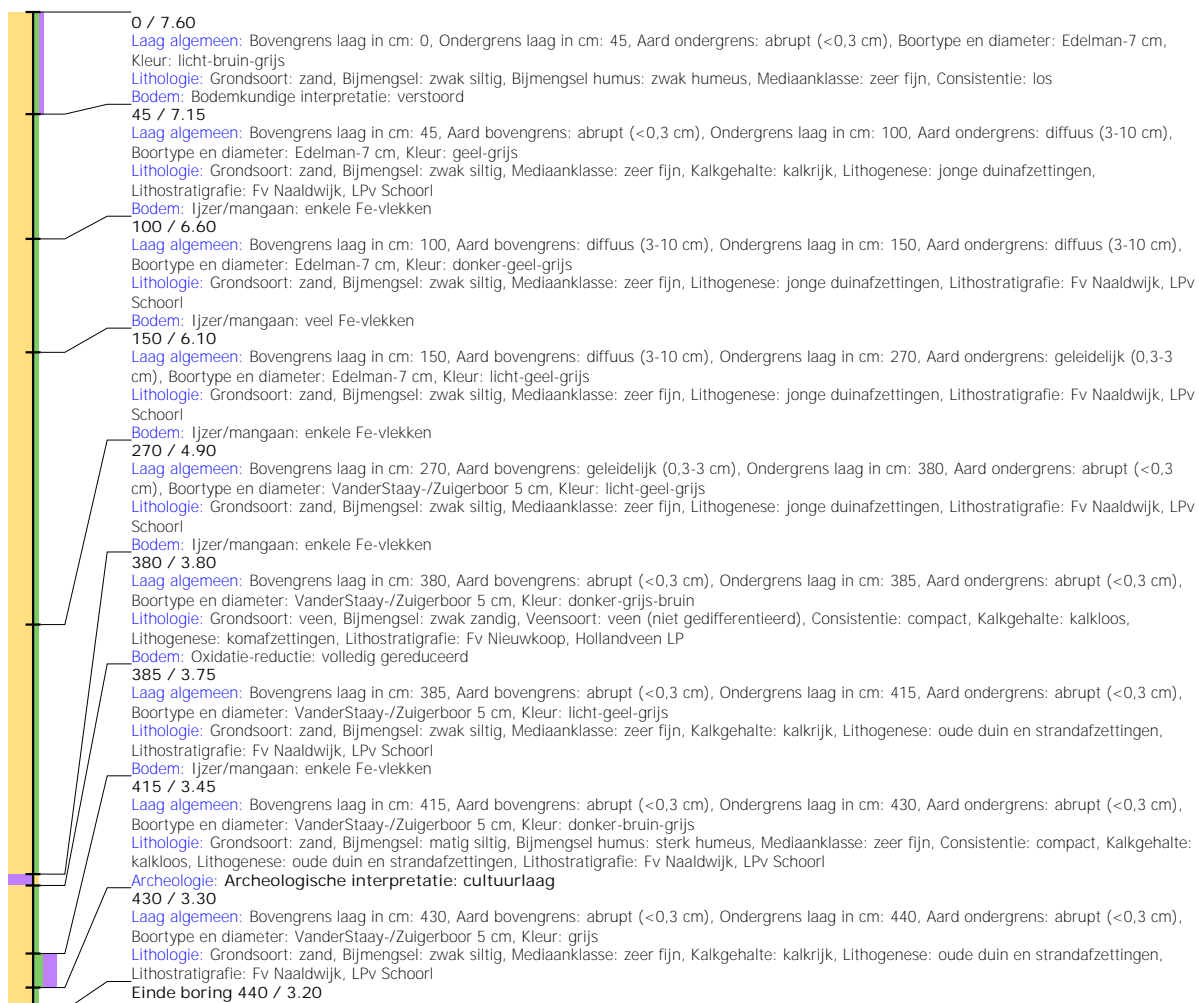 0 / 7.60
Laag algemeen: Bovengrens laag in cm: 0, Ondergrens laag in cm: 45, Aard ondergrens: abrupt (<0,3 cm), Boortype en diameter: Edelman-7 cm,
Kleur: licht-bruin-grijs
Lithologie: Grondsoort: zand, Bijmengsel: zwak siltig, Bijmengsel humus: zwak humeus, Mediaanklasse: zeer fijn, Consistentie: los
Bodem: Bodemkundige interpretatie: verstoord
45 / 7.15
Laag algemeen: Bovengrens laag in cm: 45, Aard bovengrens: abrupt (<0,3 cm), Ondergrens laag in cm: 100, Aard ondergrens: diffuus (3-10 cm),
Boortype en diameter: Edelman-7 cm, Kleur: geel-grijs
Lithologie: Grondsoort: zand, Bijmengsel: zwak siltig, Mediaanklasse: zeer fijn, Kalkgehalte: kalkrijk, Lithogenese: jonge duinafzettingen,
Lithostratigrafie: Fv Naaldwijk, LPv Schoorl
Bodem: Ijzer/mangaan: enkele Fe-vlekken
100 / 6.60
Laag algemeen: Bovengrens laag in cm: 100, Aard bovengrens: diffuus (3-10 cm), Ondergrens laag in cm: 150, Aard ondergrens: diffuus (3-10 cm),
Boortype en diameter: Edelman-7 cm, Kleur: donker-geel-grijs
Lithologie: Grondsoort: zand, Bijmengsel: zwak siltig, Mediaanklasse: zeer fijn, Lithogenese: jonge duinafzettingen, Lithostratigrafie: Fv Naaldwijk, LPv
Schoorl
Bodem: Ijzer/mangaan: veel Fe-vlekken
150 / 6.10
Laag algemeen: Bovengrens laag in cm: 150, Aard bovengrens: diffuus (3-10 cm), Ondergrens laag in cm: 270, Aard ondergrens: geleidelijk (0,3-3
cm), Boortype en diameter: Edelman-7 cm, Kleur: licht-geel-grijs
Lithologie: Grondsoort: zand, Bijmengsel: zwak siltig, Mediaanklasse: zeer fijn, Lithogenese: jonge duinafzettingen, Lithostratigrafie: Fv Naaldwijk, LPv
Schoorl
Bodem: Ijzer/mangaan: enkele Fe-vlekken
270 / 4.90
Laag algemeen: Bovengrens laag in cm: 270, Aard bovengrens: geleidelijk (0,3-3 cm), Ondergrens laag in cm: 380, Aard ondergrens: abrupt (<0,3
cm), Boortype en diameter: VanderStaay-/Zuigerboor 5 cm, Kleur: licht-geel-grijs
Lithologie: Grondsoort: zand, Bijmengsel: zwak siltig, Mediaanklasse: zeer fijn, Lithogenese: jonge duinafzettingen, Lithostratigrafie: Fv Naaldwijk, LPv
Schoorl
Bodem: Ijzer/mangaan: enkele Fe-vlekken
380 / 3.80
Laag algemeen: Bovengrens laag in cm: 380, Aard bovengrens: abrupt (<0,3 cm), Ondergrens laag in cm: 385, Aard ondergrens: abrupt (<0,3 cm),
Boortype en diameter: VanderStaay-/Zuigerboor 5 cm, Kleur: donker-grijs-bruin
Lithologie: Grondsoort: veen, Bijmengsel: zwak zandig, Veensoort: veen (niet gedifferentieerd), Consistentie: compact, Kalkgehalte: kalkloos,
Lithogenese: komafzettingen, Lithostratigrafie: Fv Nieuwkoop, Hollandveen LP
Bodem: Oxidatie-reductie: volledig gereduceerd
385 / 3.75
Laag algemeen: Bovengrens laag in cm: 385, Aard bovengrens: abrupt (<0,3 cm), Ondergrens laag in cm: 415, Aard ondergrens: abrupt (<0,3 cm),
Boortype en diameter: VanderStaay-/Zuigerboor 5 cm, Kleur: licht-geel-grijs
Lithologie: Grondsoort: zand, Bijmengsel: zwak siltig, Mediaanklasse: zeer fijn, Kalkgehalte: kalkrijk, Lithogenese: oude duin en strandafzettingen,
Lithostratigrafie: Fv Naaldwijk, LPv Schoorl
Bodem: Ijzer/mangaan: enkele Fe-vlekken
415 / 3.45
Laag algemeen: Bovengrens laag in cm: 415, Aard bovengrens: abrupt (<0,3 cm), Ondergrens laag in cm: 430, Aard ondergrens: abrupt (<0,3 cm),
Boortype en diameter: VanderStaay-/Zuigerboor 5 cm, Kleur: donker-bruin-grijs
Lithologie: Grondsoort: zand, Bijmengsel: matig siltig, Bijmengsel humus: sterk humeus, Mediaanklasse: zeer fijn, Consistentie: compact, Kalkgehalte:
kalkloos, Lithogenese: oude duin en strandafzettingen, Lithostratigrafie: Fv Naaldwijk, LPv Schoorl
Archeologie: Archeologische interpretatie: cultuurlaag
430 / 3.30
Laag algemeen: Bovengrens laag in cm: 430, Aard bovengrens: abrupt (<0,3 cm), Ondergrens laag in cm: 440, Aard ondergrens: abrupt (<0,3 cm),
Boortype en diameter: VanderStaay-/Zuigerboor 5 cm, Kleur: grijs
Lithologie: Grondsoort: zand, Bijmengsel: zwak siltig, Mediaanklasse: zeer fijn, Kalkgehalte: kalkrijk, Lithogenese: oude duin en strandafzettingen,
Lithostratigrafie: Fv Naaldwijk, LPv Schoorl
Einde boring 440 / 3.20